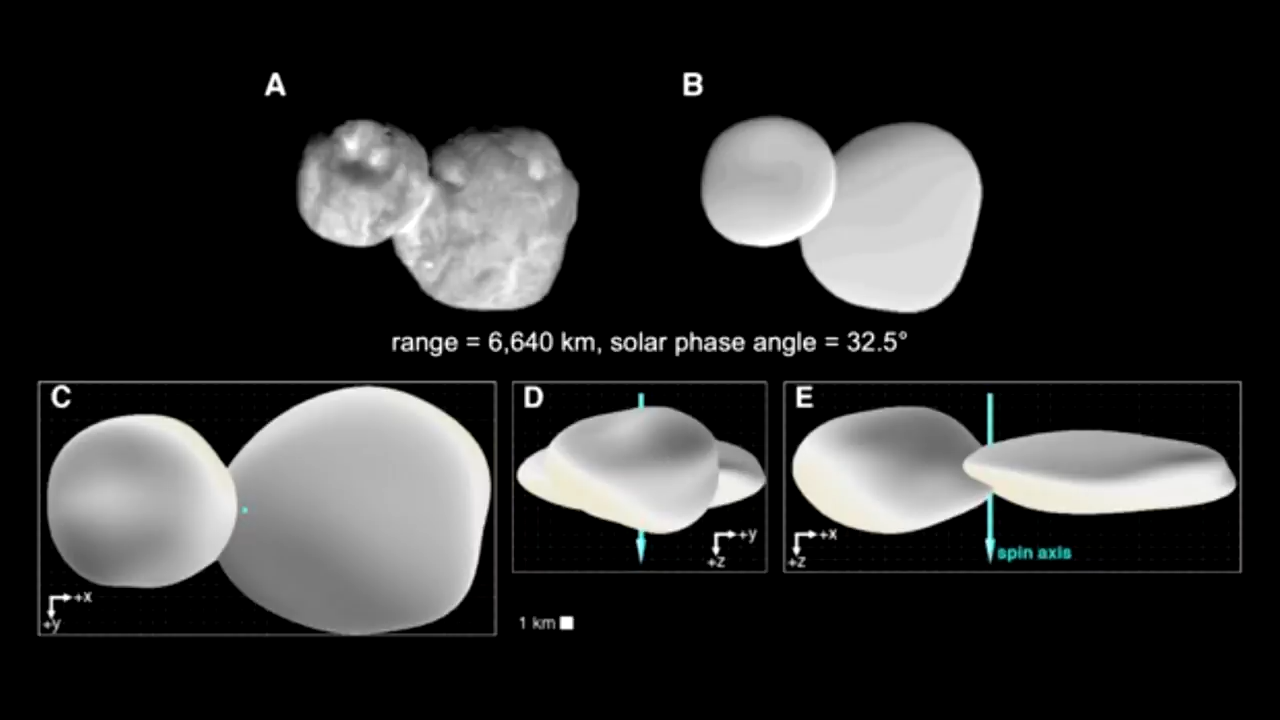 A
B
range = 6,640 km, solar phase angle = 32.5°
C
D
E
+x
+y
+y
+z
+x
+z
spin axis
1 km